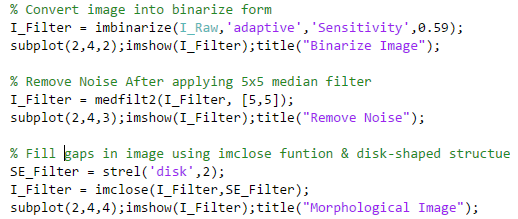 % Convert image into binarize form
I_Filter = imbinarize(I_Raw,'adaptive','Sensitivity',0.59);
subplot(2,4,2);imshow(I_Filter);title("Binarize Image");
% Remove Noise After applying 5x5 median filter
I_Filter = medfilt2(I_Filter, [5,5]);
subplot(2,4,3);imshow(I_Filter);title("Remove Noise");
% Fill gaps in image using imclose funtion & disk-shaped structue
SE_Filter = strel('disk',2);
I_Filter = imclose(I_Filter,SE_Filter);
subplot(2,4,4);imshow(I_Filter);title("Morphological Image");